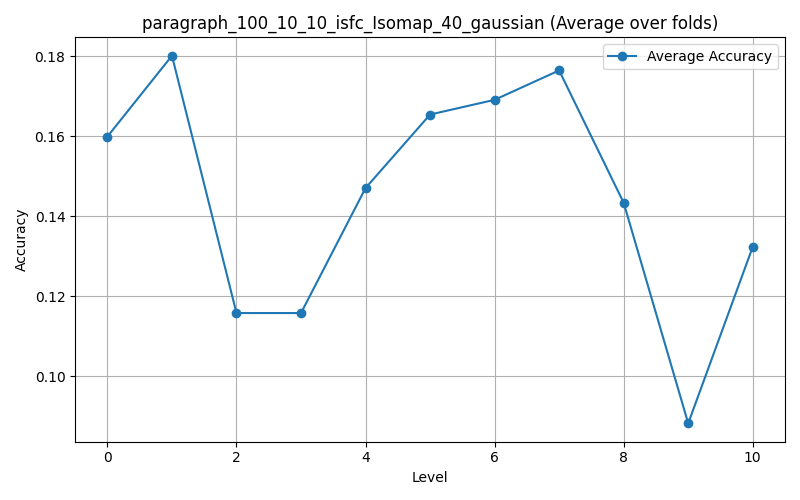 paragraph_100_10_10_isfc_Isomap_40_gaussian (Average over folds)
Average Accuracy
0.18
0.16
0.14
0.12
0.10
Accuracy
0 2 4 6 8 10
Level